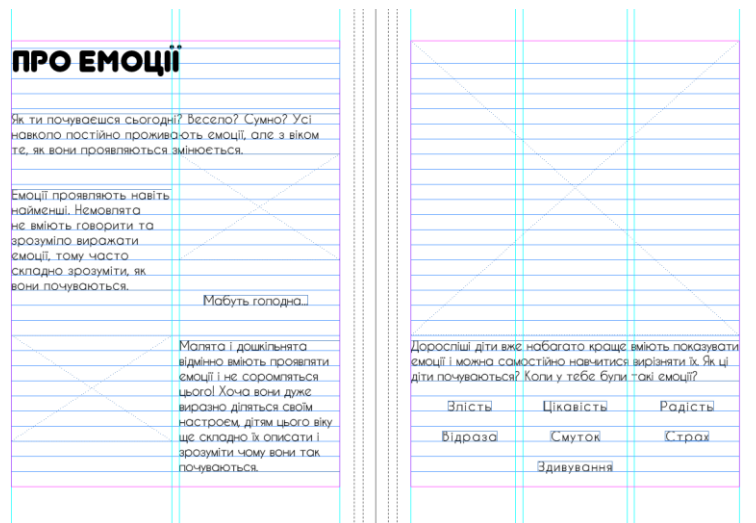 ПРО ЕМОЦІЇ
Як ти почуваєшся сьогодні? Весело? Сумно? Усі
навколо постійно проживають емоції, але з віком
те, як вони проявляються змінюється.
Емоції проявляють навіть
найменші. Немовлята
не вміють говорити та
зрозуміло виражати
емоції, тому часто
складно зрозуміти, як
вони почуваються.
Мабуть голодна...
Малята і дошкільнята
відмінно вміють проявляти
емоції і не соромляться
цього! Хоча вони дуже
виразно діляться своїм
настроєм, дітям цього віку
ще складно їх описати і
зрозуміти чому вони так
почуваються.
Доросліші діти вже набагато краще вміють показувати
емоції і можна самостійно навчитися вирізняти їх. Як ці
діти почуваються? Коли у тебе були такі емоції?
Злість Цікавість Радість
Відраза Смуток Страх
Здивування